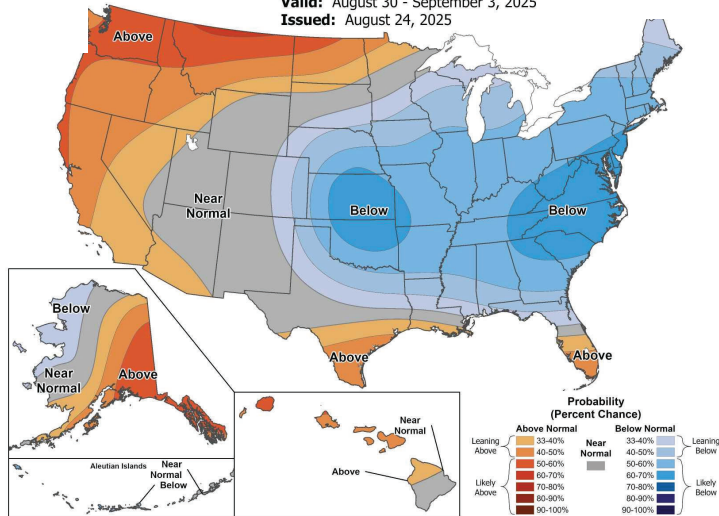 Valid: August 30 - September 3, 2025
Issued: August 24, 2025
Above
Near
Normal
Below
Below
Above
Above
Below
Near
Normal
Above
Aleutian Islands
Near
Normal
Below
Near
Normal
Above
Probability
(Percent Chance)
Above Normal
Below Normal
Leaning
Above
Likely
Above
33-40%
40-50%
50-60%
60-70%
70-80%
80-90%
90-100%
Near
Normal
33-40%
40-50%
50-60%
60-70%
70-80%
80-90%
90-100%
Leaning
Below
Likely
Below